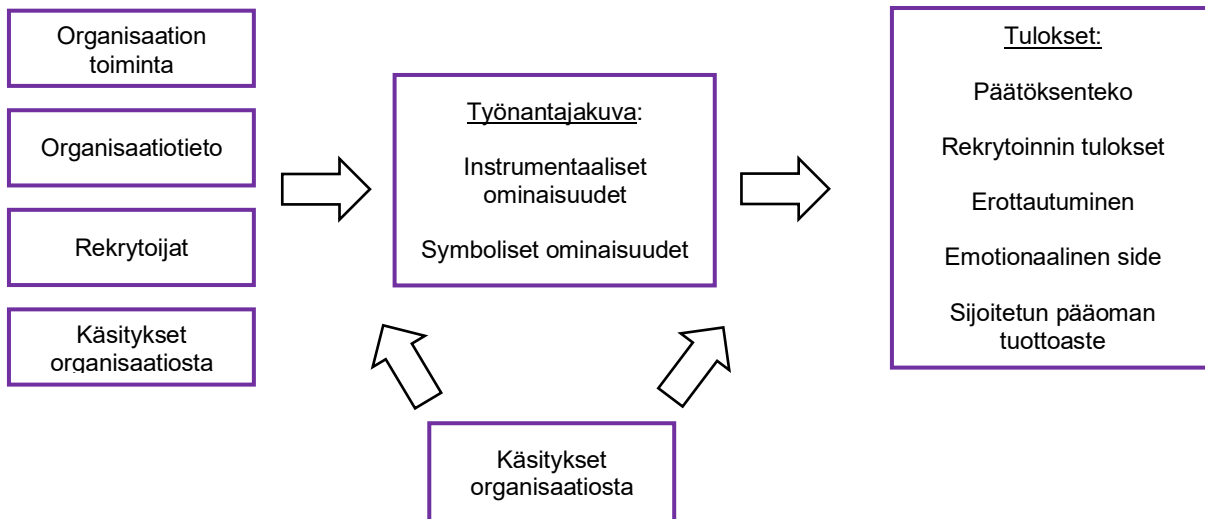 Organisaation
toiminta
Organisaatiotieto
Rekrytoijat
Käsitykset
organisaatiosta
Työnantajakuva:
Instrumentaaliset
ominaisuudet
Symboliset ominaisuudet
Käsitykset
organisaatiosta
Tulokset:
Päätöksenteko
Rekrytoinnin tulokset
Erottautuminen
Emotionaalinen side
Sijoitetun pääoman
tuottoaste